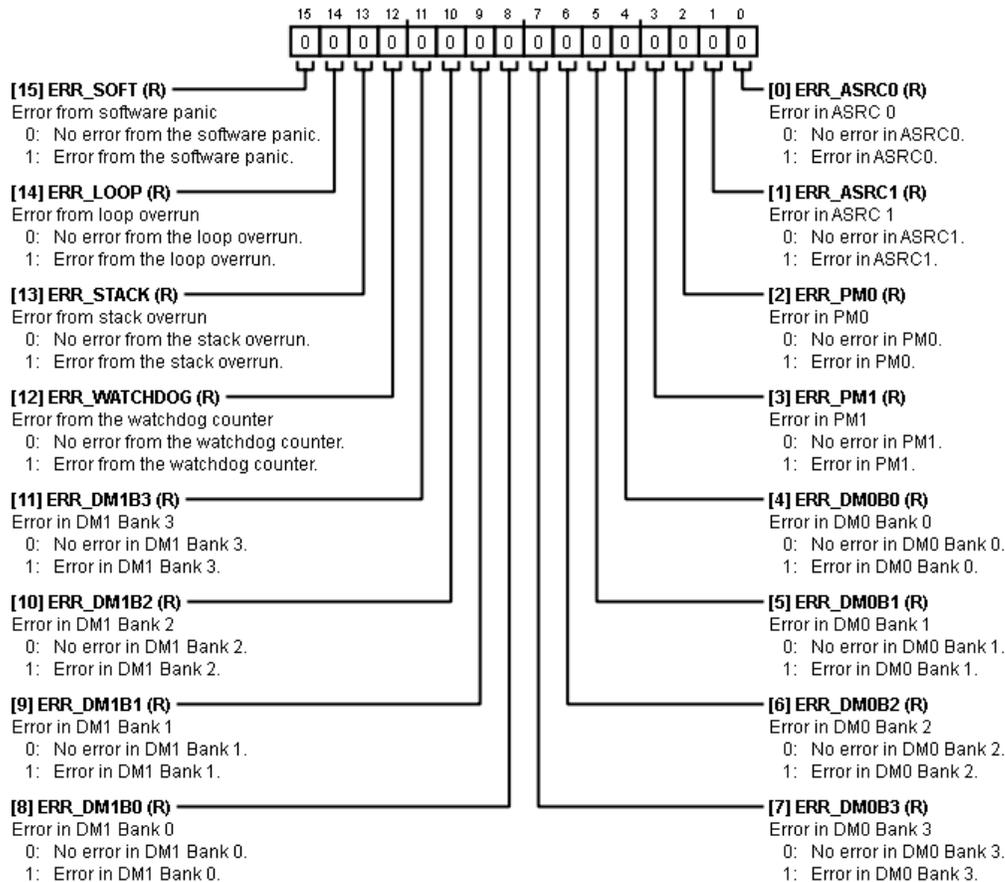 15 14 13 12 11 10 9 8 7 6 5 4 3 2 1 0
0 0 0 0 0 0 0 0 0 0 0 0 0 0 0 0
[15] ERR_SOFT (R)
Error from software panic
0: No error from the software panic.
1: Error from the software panic.
[14] ERR_LOOP (R)
Error from loop overrun
0: No error from the loop overrun.
1: Error from the loop overrun.
[13] ERR_STACK (R)
Error from stack overrun
0: No error from the stack overrun.
1: Error from the stack overrun.
[12] ERR_WATCHDOG (R)
Error from the watchdog counter
0: No error from the watchdog counter.
1: Error from the watchdog counter.
[11] ERR_DM1B3 (R)
Error in DM1 Bank 3
0: No error in DM1 Bank 3.
1: Error in DM1 Bank 3.
[10] ERR_DM1B2 (R)
Error in DM1 Bank 2
0: No error in DM1 Bank 2.
1: Error in DM1 Bank 2.
[9] ERR_DM1B1 (R)
Error in DM1 Bank 1
0: No error in DM1 Bank 1.
1: Error in DM1 Bank 1.
[8] ERR_DM1B0 (R)
Error in DM1 Bank 0
0: No error in DM1 Bank 0.
1: Error in DM1 Bank 0.
[0] ERR_ASRC0 (R)
Error in ASRC 0
0: No error in ASRC0.
1: Error in ASRC0.
[1] ERR_ASRC1 (R)
Error in ASRC 1
0: No error in ASRC1.
1: Error in ASRC1.
[2] ERR_PM0 (R)
Error in PM0
0: No error in PM0.
1: Error in PM0.
[3] ERR_PM1 (R)
Error in PM1
0: No error in PM1.
1: Error in PM1.
[4] ERR_DM0B0 (R)
Error in DM0 Bank 0
0: No error in DM0 Bank 0.
1: Error in DM0 Bank 0.
[5] ERR_DM0B1 (R)
Error in DM0 Bank 1
0: No error in DM0 Bank 1.
1: Error in DM0 Bank 1.
[6] ERR_DM0B2 (R)
Error in DM0 Bank 2
0: No error in DM0 Bank 2.
1: Error in DM0 Bank 2.
[7] ERR_DM0B3 (R)
Error in DM0 Bank 3
0: No error in DM0 Bank 3.
1: Error in DM0 Bank 3.